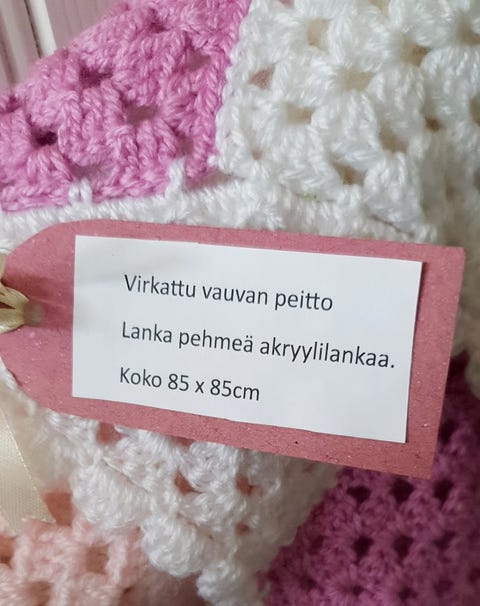 Virkattu vauvan peitto
Lanka pehmeä akryylilankaa.
Koko 85 x 85cm